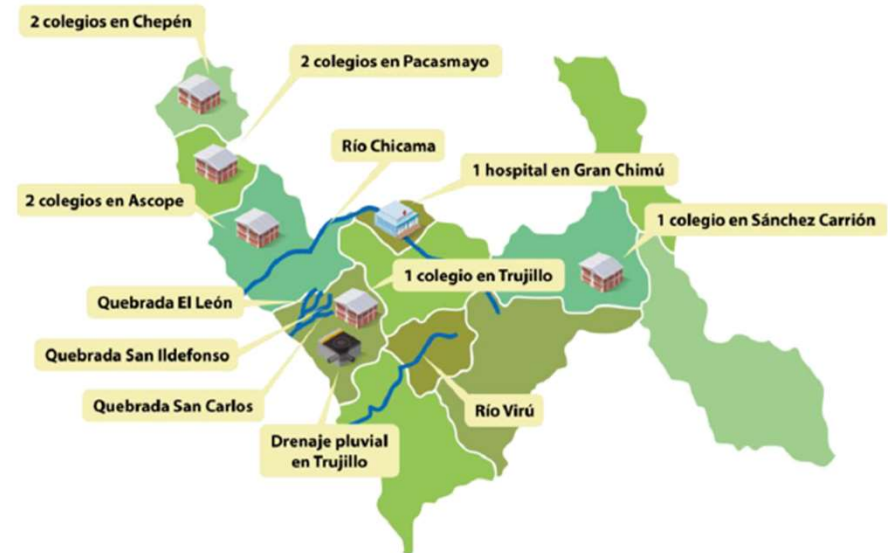 2 colegios en Chepén
2 colegios en Pacasmayo
Río Chicama
1 hospital en Gran Chimú
2 colegios en Ascope
1 colegio en Sánchez Carrión
1 colegio en Trujillo
Quebrada El León
Quebrada San Ildefonso
Quebrada San Carlos
Río Virú
Drenaje pluvial
en Trujillo